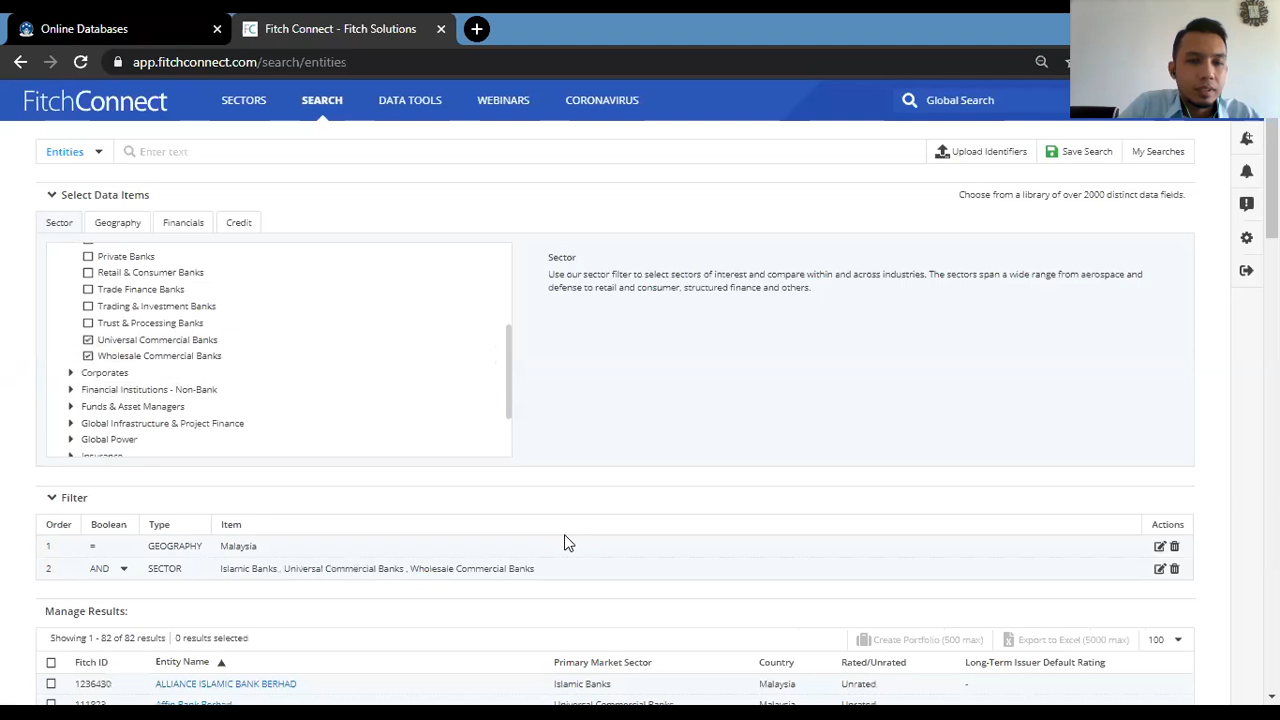 Online Databases
Fitch Connect - Fitch Solutions
app.fitchconnect.com/search/entities
FitchConnect SECTORS SEARCH DATA TOOLS WEBINARS CORONAVIRUS Global Search
Entities Enter text Upload Identifiers Save Search My Searches
Select Data Items Choose from a library of over 2000 distinct data fields.
Sector Geography Financials Credit
Private Banks
Retail & Consumer Banks
Trade Finance Banks
Trading & Investment Banks
Trust & Processing Banks
Universal Commercial Banks
Wholesale Commercial Banks
Corporates
Financial Institutions - Non-Bank
Funds & Asset Managers
Global Infrastructure & Project Finance
Global Power
Insurance
Sector
Use our sector filter to select sectors of interest and compare within and across industries. The sectors span a wide range from aerospace and
defense to retail and consumer, structured finance and others.
Filter
Order Boolean Type Item Actions
1 = GEOGRAPHY Malaysia
2 AND SECTOR Islamic Banks , Universal Commercial Banks , Wholesale Commercial Banks
Manage Results:
Showing 1 - 82 of 82 results 0 results selected Create Portfolio (500 max) Export to Excel (5000 max) 100
Fitch ID Entity Name Primary Market Sector Country Rated/Unrated Long-Term Issuer Default Rating
1236430 ALLIANCE ISLAMIC BANK BERHAD Islamic Banks Malaysia Unrated -
Affin Bank Berhad Universal Commercial Banks Malaysia Unrated